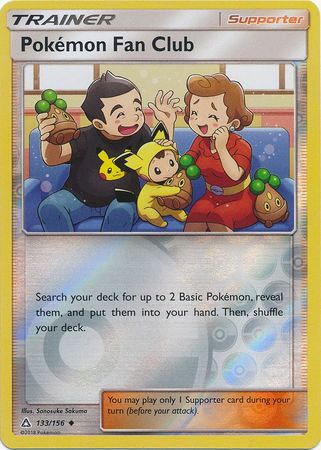 TRAINER Supporter
Pokémon Fan Club
Search your deck for up to 2 Basic Pokémon, reveal
them, and put them into your hand. Then, shuffle
your deck.
Illus. Sanosuke Sakuma
133/156 ◆
©2018 Pokémon
You may play only 1 Supporter card during your
turn (before your attack).